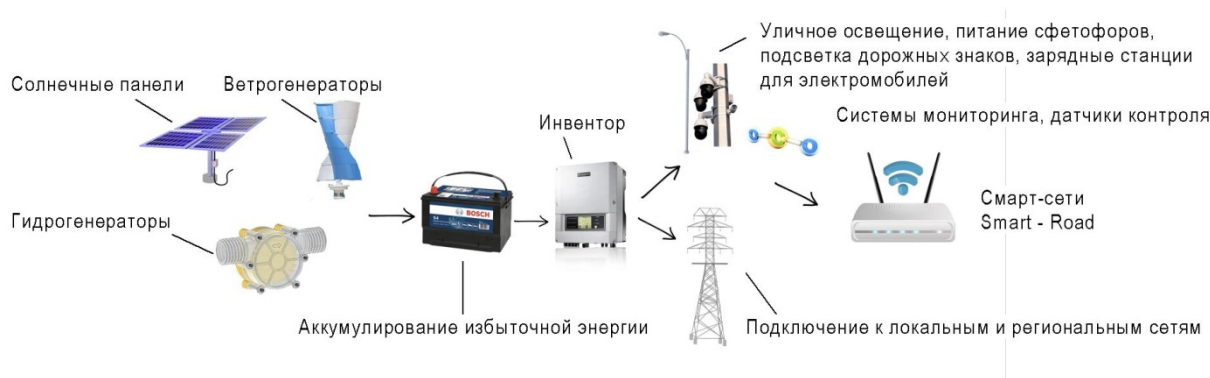 Уличное освещение, питание сфетофоров,
подсветка дорожных знаков, зарядные станции
для электромобилей
Солнечные панели
Ветрогенераторы
Системы мониторинга, датчики контроля
Инвентор
BOSCH
Смарт-сети
Smart - Road
Гидрогенераторы
Аккумулирование избыточной энергии
Подключение к локальным и региональным сетям